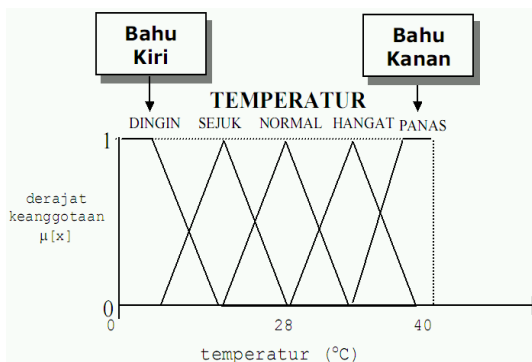 Bahu
Kiri
Bahu
Kanan
TEMPERATUR
DINGIN SEJUK NORMAL HANGAT PANAS
1
derajat
keanggotaan
µ[x]
0
0 28 40
temperatur (°C)